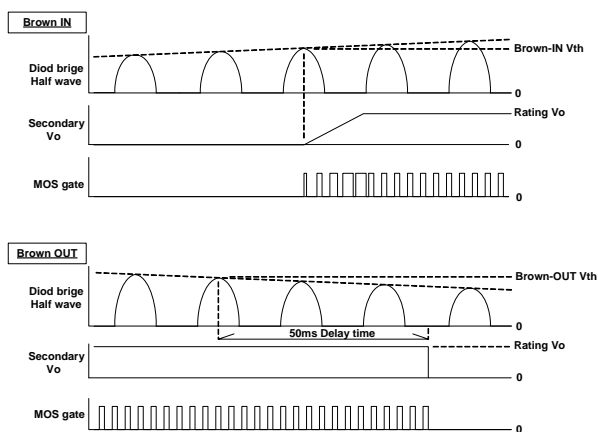 Brown IN
Brown-IN Vth
Diod brige
Half wave
0
Rating Vo
Secondary
Vo
0
MOS gate
0
Brown OUT
Brown-OUT Vth
Diod brige
Half wave
0
50ms Delay time
Rating Vo
Secondary
Vo
0
MOS gate
0